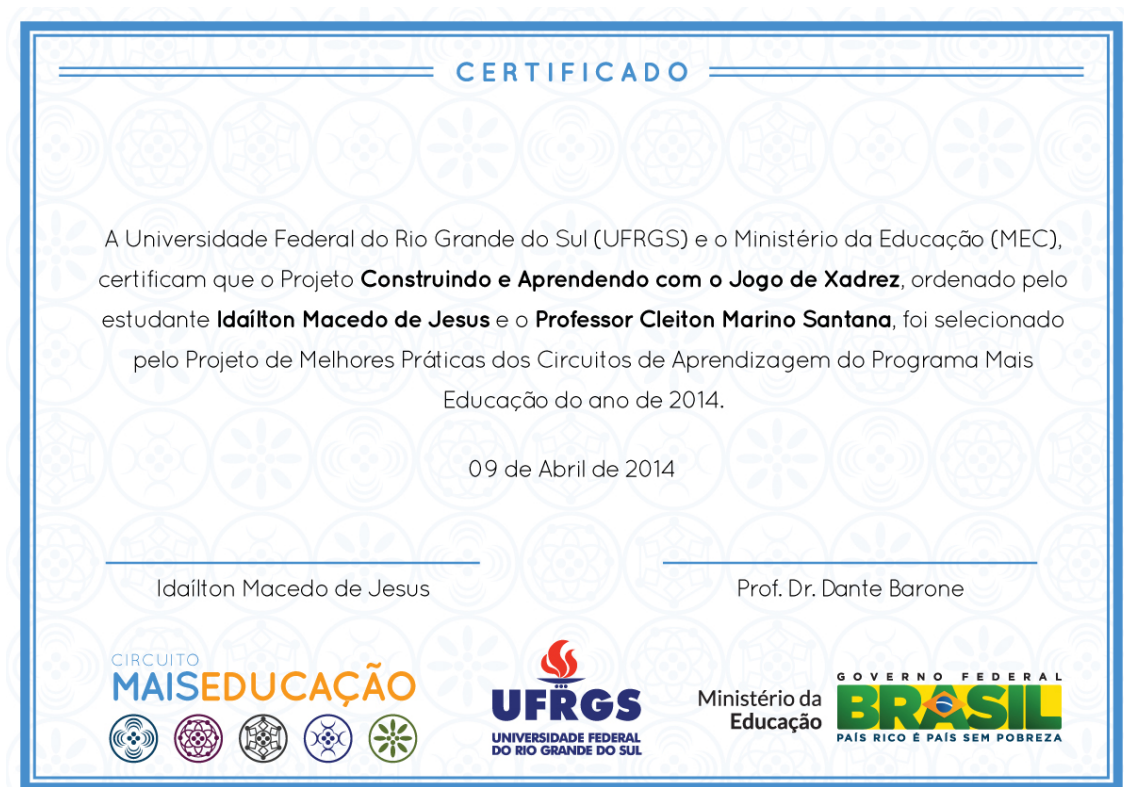 CERTIFICADO
A Universidade Federal do Rio Grande do Sul (UFRGS) e o Ministério da Educação (MEC),
certificam que o Projeto Construindo e Aprendendo com o Jogo de Xadrez, ordenado pelo
estudante Idaílton Macedo de Jesus e o Professor Cleiton Marino Santana, foi selecionado
pelo Projeto de Melhores Práticas dos Circuitos de Aprendizagem do Programa Mais
Educação do ano de 2014.
09 de Abril de 2014
Idaílton Macedo de Jesus
Prof. Dr. Dante Barone
CIRCUITO
MAISEDUCAÇÃO
UFRGS
UNIVERSIDADE FEDERAL
DO RIO GRANDE DO SUL
Ministério da
Educação
GOVERNO FEDERAL
BRASIL
PAÍS RICO É PAÍS SEM POBREZA